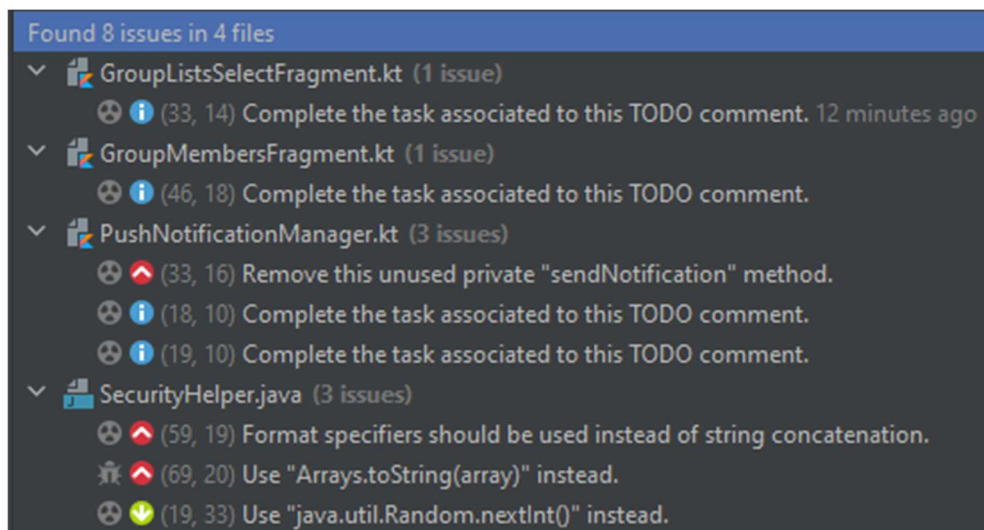 Found 8 issues in 4 files
GroupListsSelectFragment.kt (1 issue)
(33, 14) Complete the task associated to this TODO comment. 12 minutes ago
GroupMembersFragment.kt (1 issue)
(46, 18) Complete the task associated to this TODO comment.
PushNotificationManager.kt (3 issues)
(33, 16) Remove this unused private "sendNotification" method.
(18, 10) Complete the task associated to this TODO comment.
(19, 10) Complete the task associated to this TODO comment.
SecurityHelper.java (3 issues)
(59, 19) Format specifiers should be used instead of string concatenation.
(69, 20) Use "Arrays.toString(array)" instead.
(19, 33) Use "java.util.Random.nextInt()" instead.